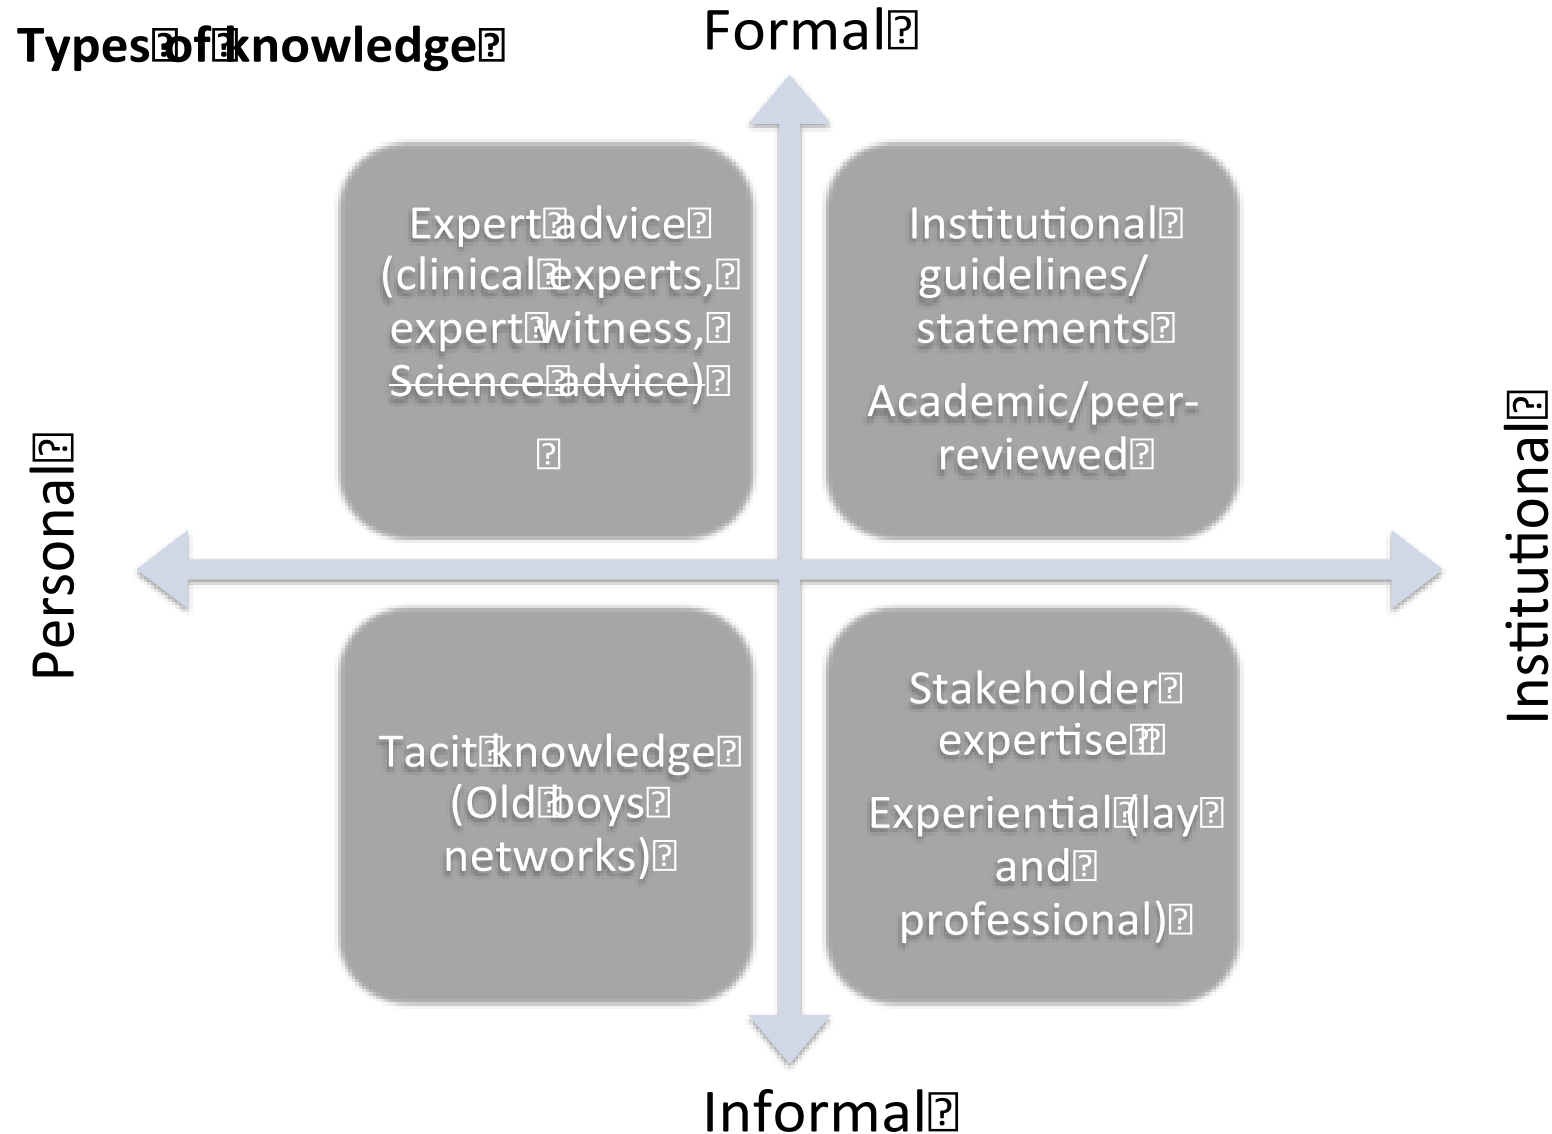 Types of knowledge
Formal
Expert advice
(clinical experts,
expert witness,
Science advice)
Institutional
guidelines/
statements
Academic/peer-
reviewed
Personal
Institutional
Tacit knowledge
(Old boys
networks)
Stakeholder
expertise
Experiential (lay
and
professional)
Informal